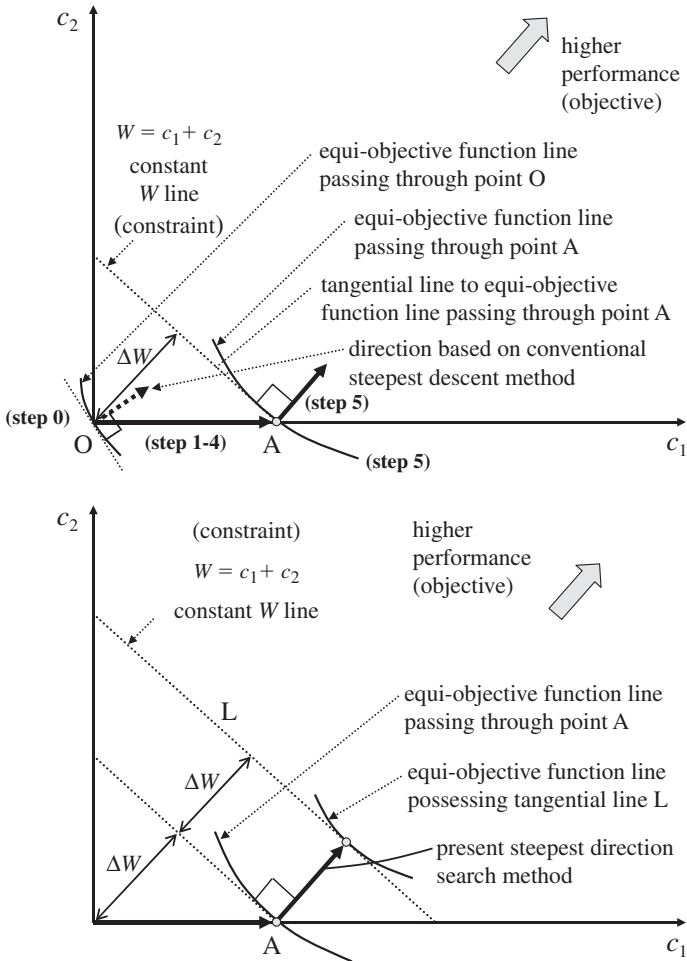 c2
higher
performance
(objective)
W = c1 + c2
constant
W line
(constraint)
equi-objective function line
passing through point O
equi-objective function line
passing through point A
tangential line to equi-objective
function line passing through point A
ΔW
direction based on conventional
steepest descent method
(step 0)
(step 5)
O
(step 1-4)
A
(step 5)
c1
c2
(constraint)
W = c1 + c2
constant W line
higher
performance
(objective)
L
equi-objective function line
passing through point A
ΔW
equi-objective function line
possessing tangential line L
ΔW
present steepest direction
search method
A
c1